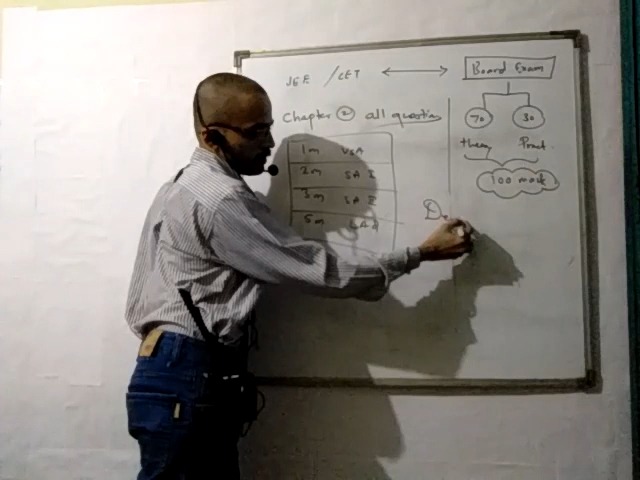 JEE / CET ⟷ Board Exam
Chapter ② all question
70 30
theory Pract.
100 mark
1m VSA
2m SA I
3m SA II
5m LA
D